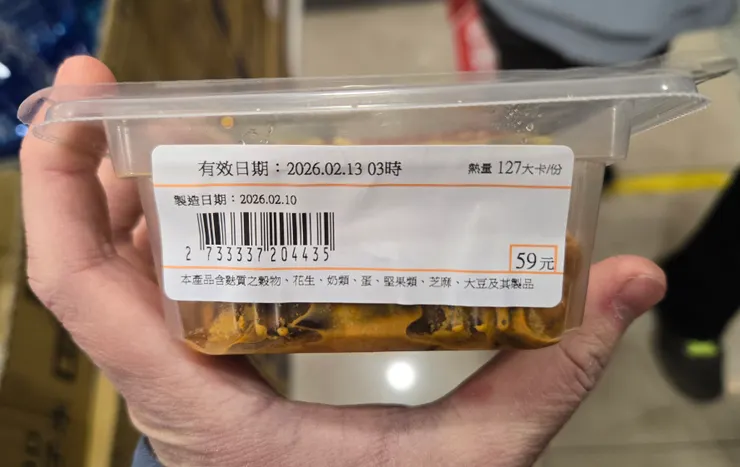 有效日期：2026.02.13 03時
熱量 127大卡/份
製造日期：2026.02.10
2 733337 204435
59元
本產品含麩質之穀物、花生、奶類、蛋、堅果類、芝麻、大豆及其製品